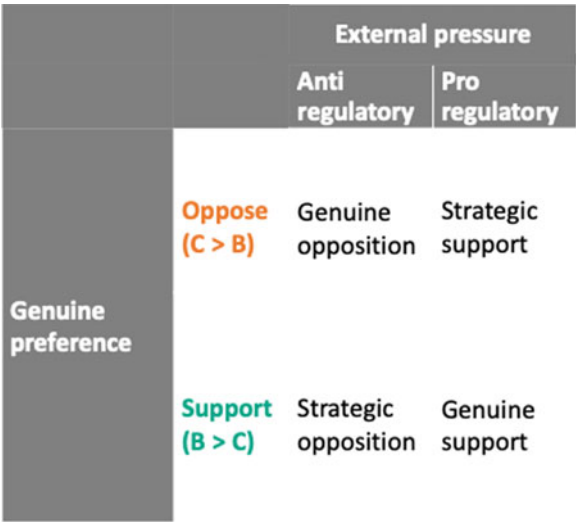 External pressure
Anti regulatory
Pro regulatory
Genuine preference
Oppose (C > B)
Genuine opposition
Strategic support
Support (B > C)
Strategic opposition
Genuine support